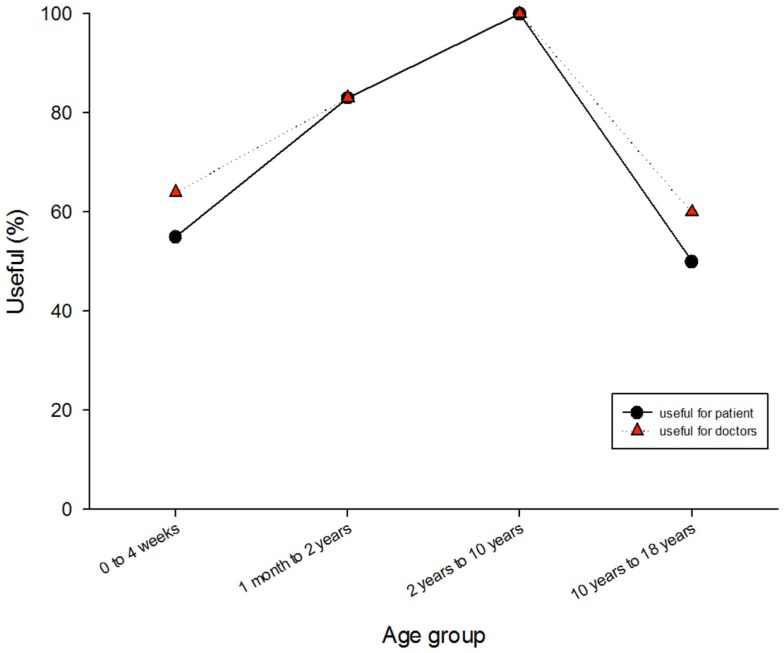 100
80
60
40
20
0
Useful (%)
useful for patient
useful for doctors
0 to 4 weeks
1 month to 2 years
2 years to 10 years
10 years to 18 years
Age group